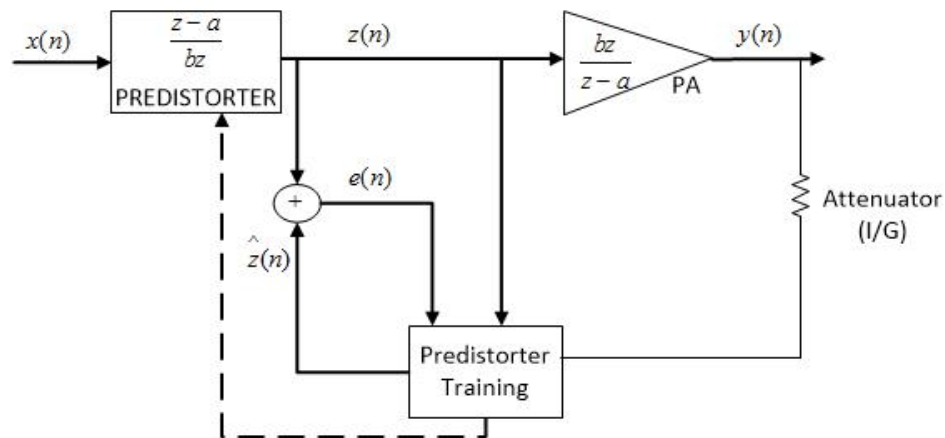 x(n)
z − a
bz
PREDISTORTER
z(n)
bz
z − a
PA
y(n)
e(n)
+
^
z(n)
Attenuator
(I/G)
Predistorter
Training